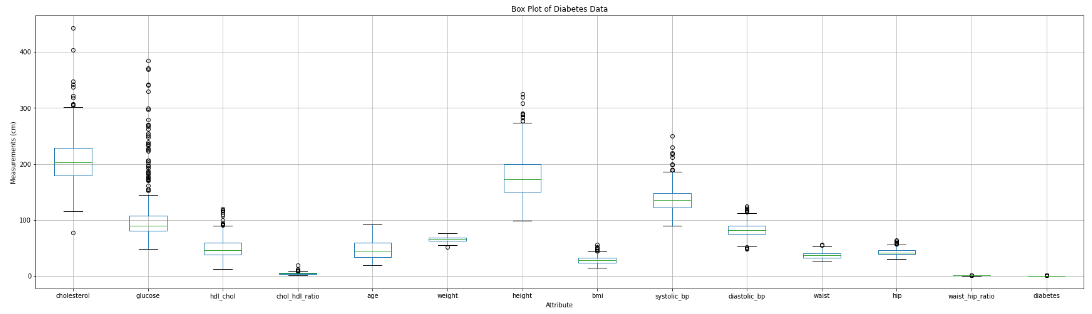 Box Plot of Diabetes Data
Measurements (cm)
400
300
200
100
0
cholesterol glucose hdl_chol chol_hdl_ratio age weight height bmi systolic_bp diastolic_bp waist hip waist_hip_ratio diabetes
Attribute